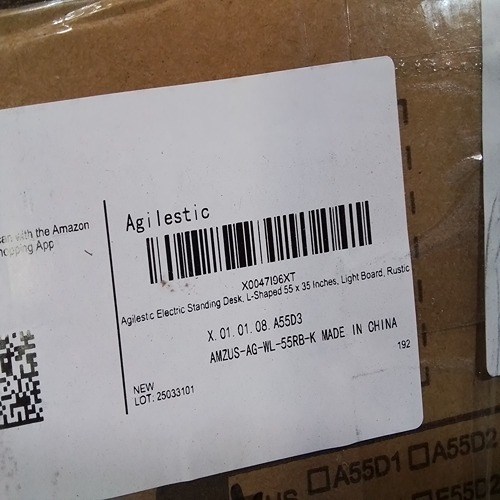 Agilestic
can with the Amazon
hopping App
X0047I96XT
Agilestic Electric Standing Desk, L-Shaped 55 x 35 Inches, Light Board, Rustic
X. 01. 01. 08. A55D3
AMZUS-AG-WL-55RB-K MADE IN CHINA
192
NEW
LOT: 25033101
A55D1 A55D2